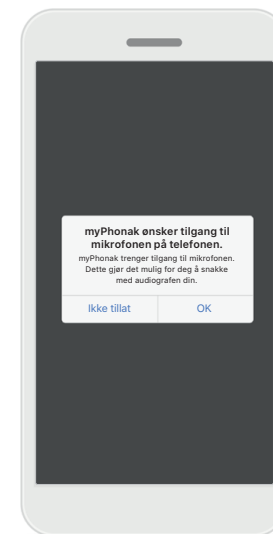 myPhonak ønsker tilgang til
mikrofonen på telefonen.
myPhonak trenger tilgang til mikrofonen.
Dette gjør det mulig for deg å snakke
med audiografen din.
Ikke tillat OK